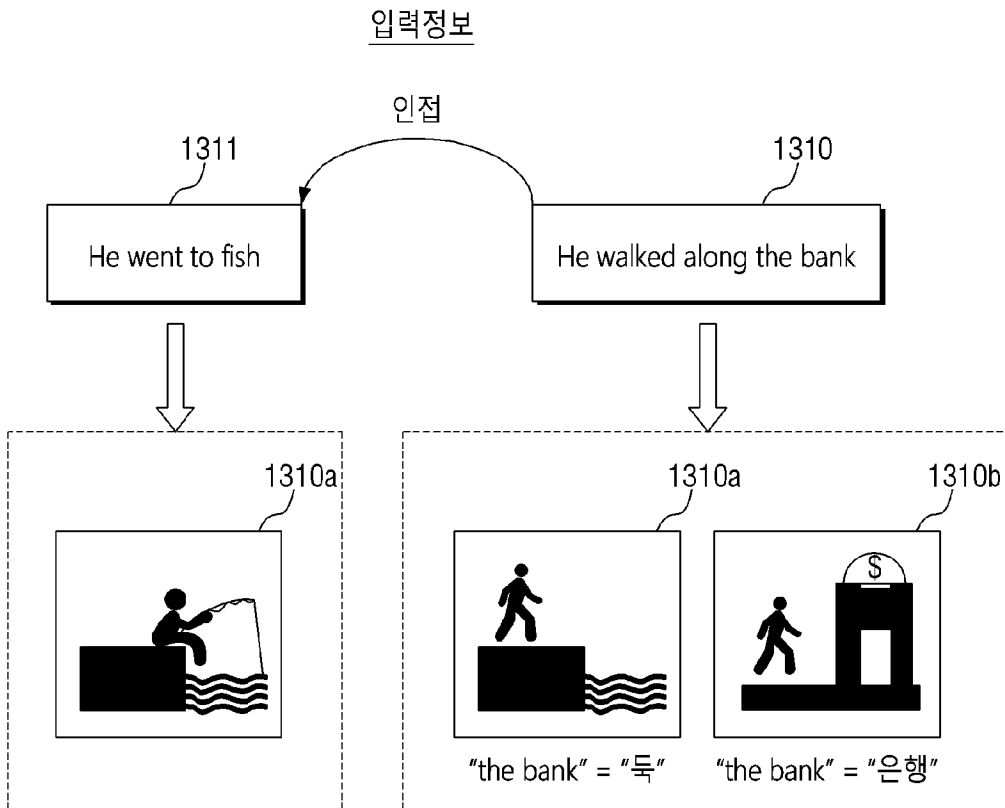 입력정보
인접
1311
1310
He went to fish
He walked along the bank
1310a
1310a
1310b
$
"the bank" = "둑"
"the bank" = "은행"